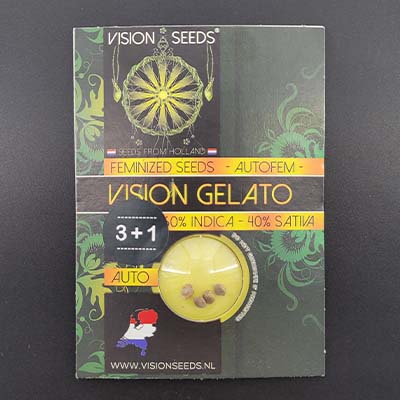 VISION SEEDS®
SEEDS FROM HOLLAND
FEMINIZED SEEDS - AUTOFEM -
VISION GELATO
60% INDICA - 40% SATIVA
3+1
AUTO
WWW.VISIONSEEDS.NL